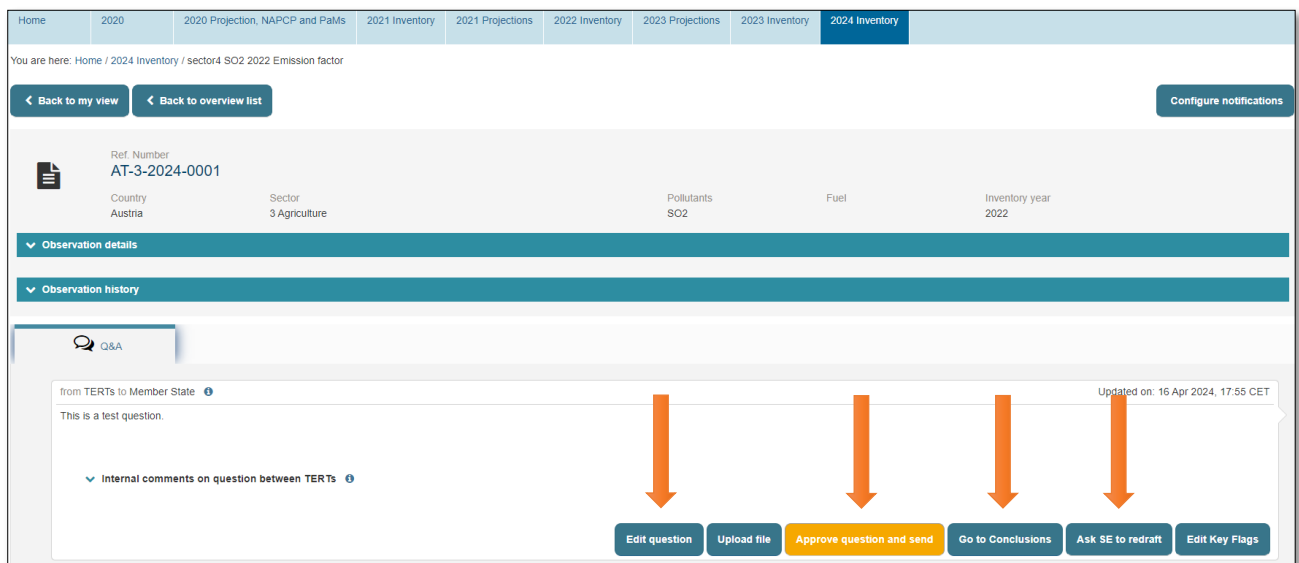 Home 2020 2020 Projection, NAPCP and PaMs 2021 Inventory 2021 Projections 2022 Inventory 2023 Projections 2023 Inventory 2024 Inventory
You are here: Home / 2024 Inventory / sector4 SO2 2022 Emission factor
Back to my view Back to overview list Configure notifications
Ref. Number
AT-3-2024-0001
Country Sector Pollutants Fuel Inventory year
Austria 3 Agriculture SO2 2022
Observation details
Observation history
Q&A
from TERTs to Member State Updated on: 16 Apr 2024, 17:55 CET
This is a test question.
Internal comments on question between TERTs
Edit question Upload file Approve question and send Go to Conclusions Ask SE to redraft Edit Key Flags